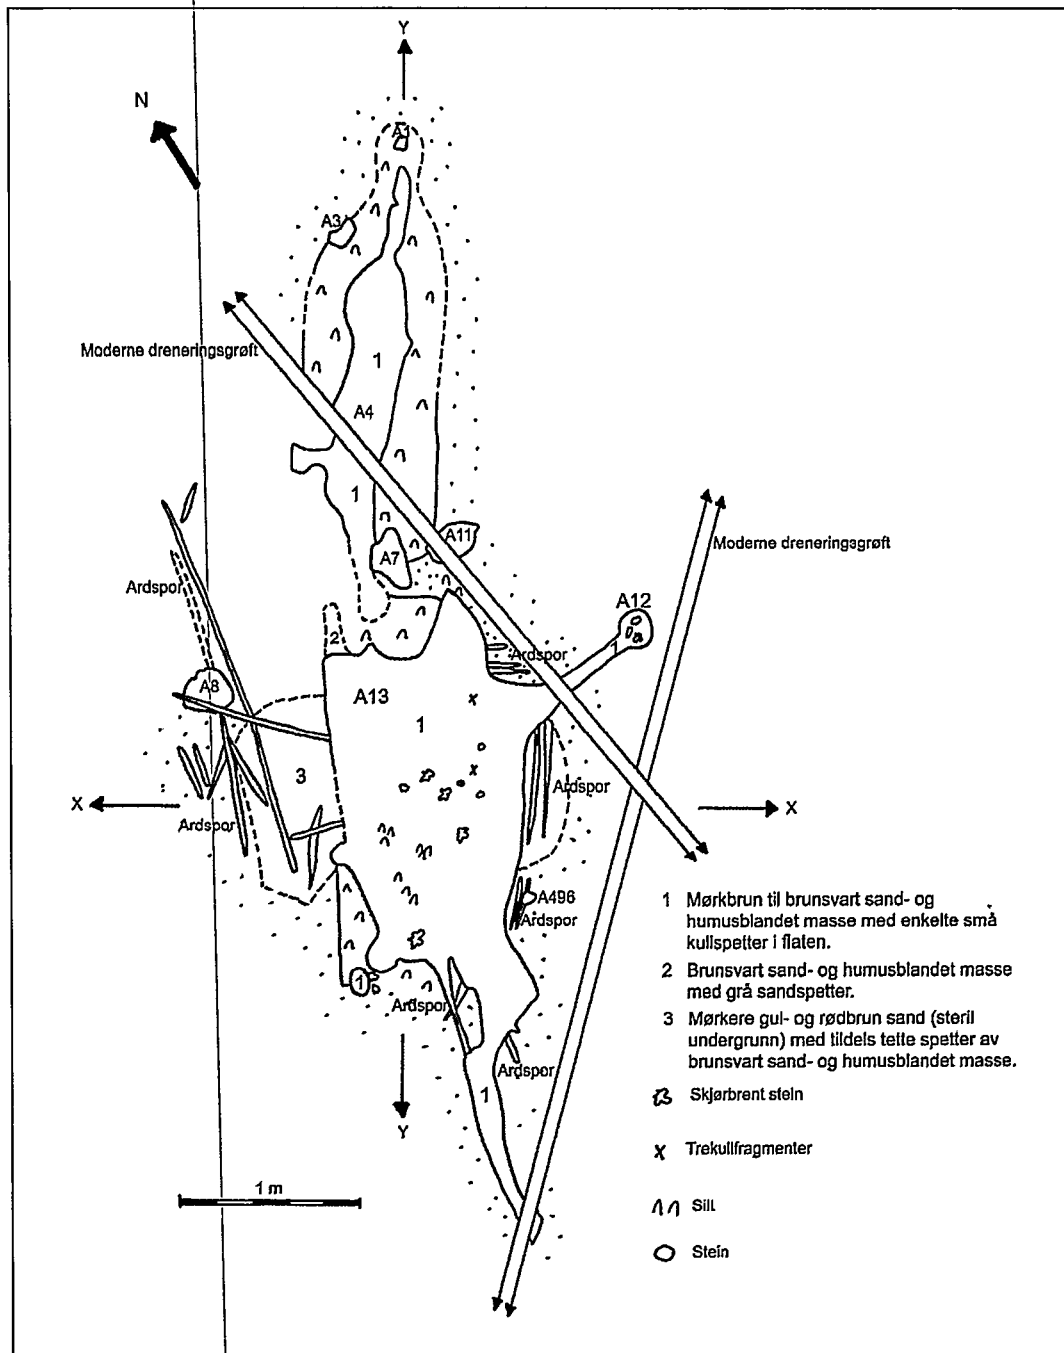 Y
N
A1
A3
Moderne dreneringsgrøft
1
A4
1
A11
A7
Moderne dreneringsgrøft
Ardspor
A12
2
Ardspor
1
A8
A13
1
3
X
X
Ardspor
Ardspor
A496
Ardspor
1
Ardspor
Ardspor
1
Y
1 m
1 Mørkbrun til brunsvart sand- og
humusblandet masse med enkelte små
kullspetter i flaten.
2 Brunsvart sand- og humusblandet masse
med grå sandspetter.
3 Mørkere gul- og rødbrun sand (steril
undergrunn) med tildels tette spetter av
brunsvart sand- og humusblandet masse.
Skjørbrent stein
x Trekullfragmenter
Silt
Stein